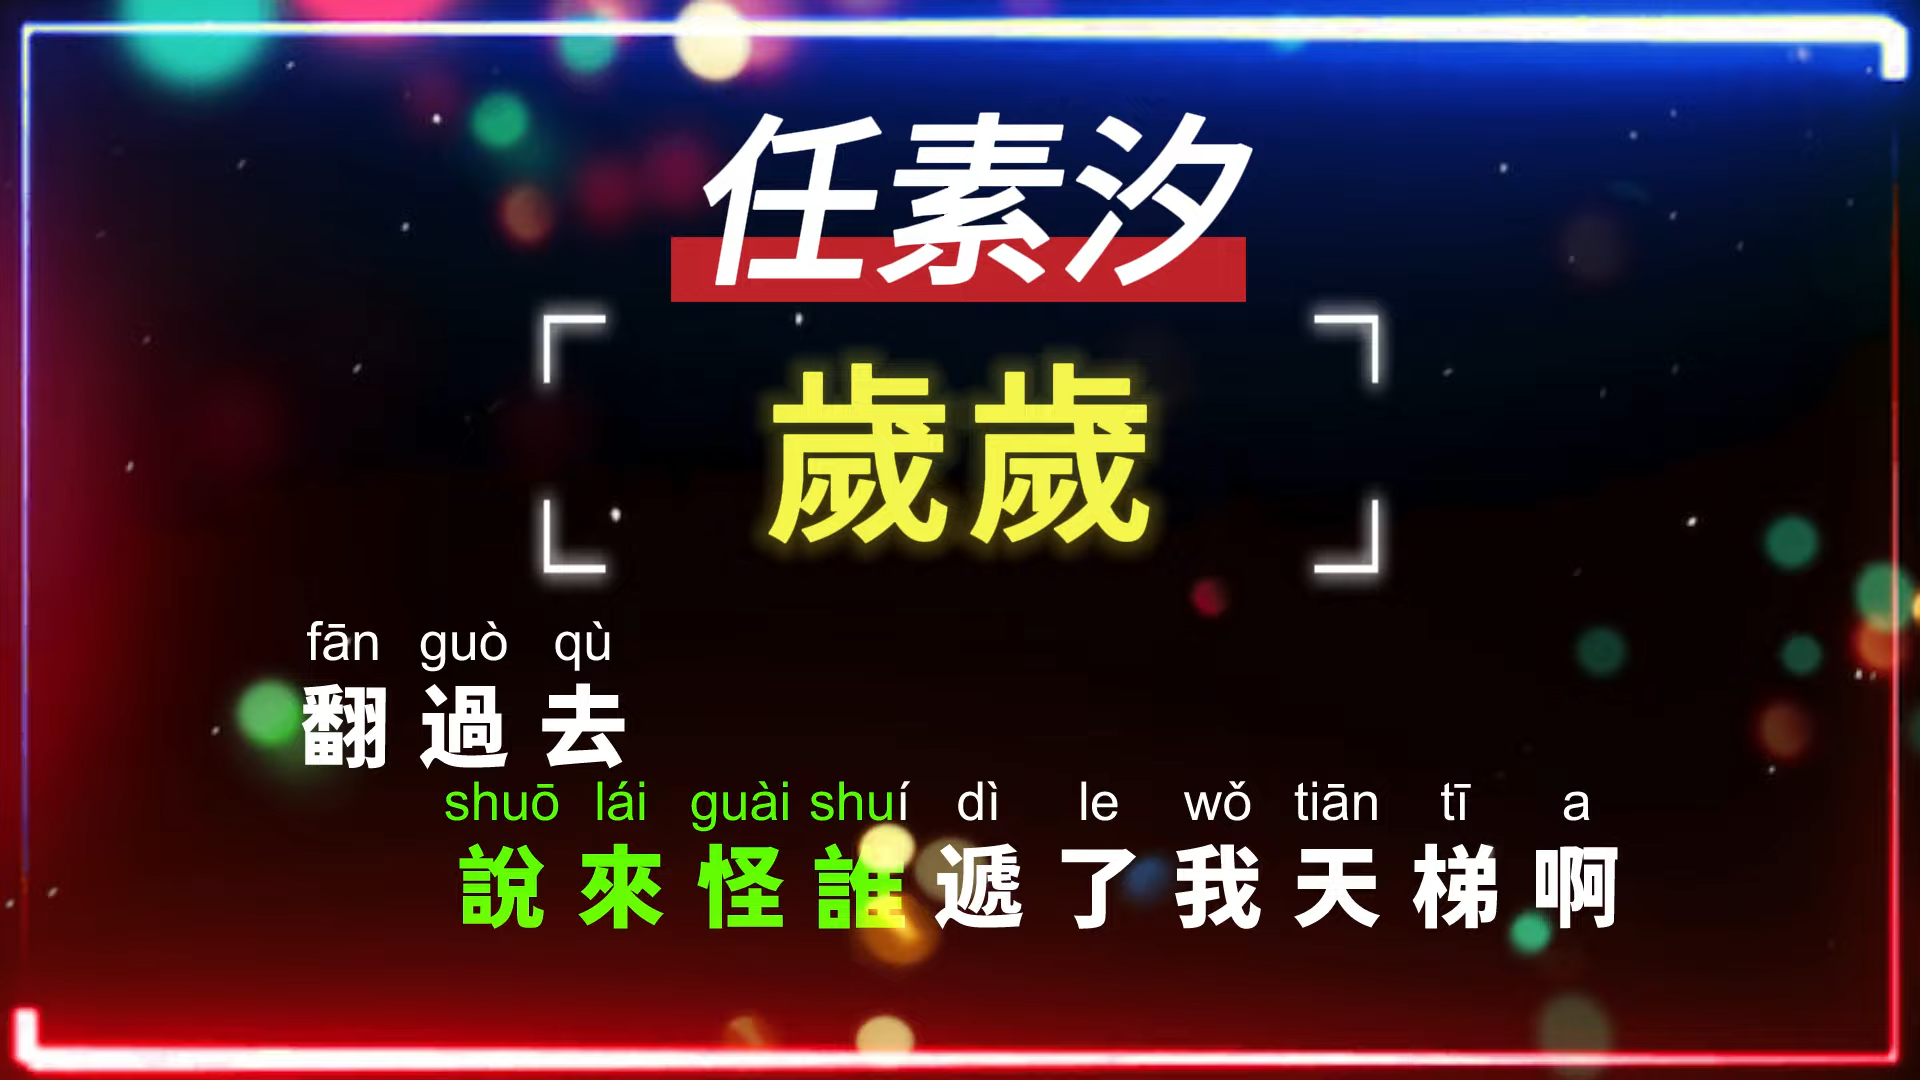 任素汐
歲歲
fān guò qù
翻過去
shuō lái guài shuí dì le wǒ tiān tī a
說來怪誰遞了我天梯啊